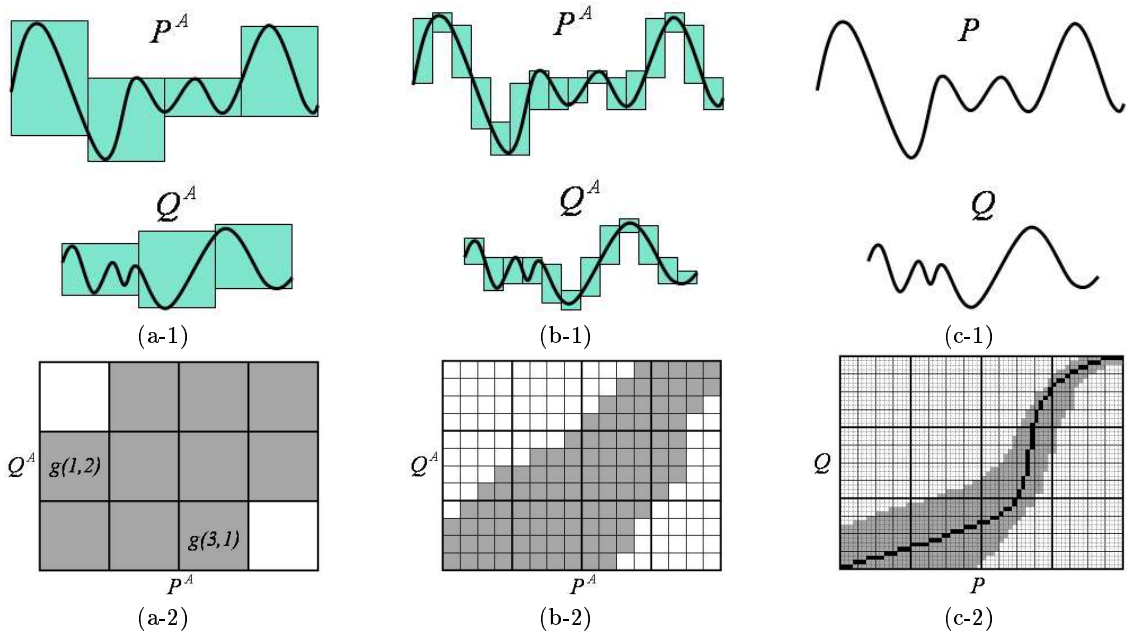 P^A P^A P
Q^A Q^A Q
(a-1) (b-1) (c-1)
Q^A g(1,2) Q^A Q
g(3,1)
P^A P^A P
(a-2) (b-2) (c-2)